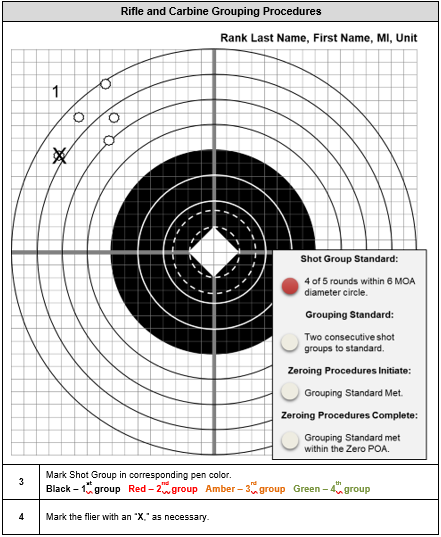 Rifle and Carbine Grouping Procedures
Rank Last Name, First Name, MI, Unit
1
X
Shot Group Standard:
4 of 5 rounds within 6 MOA
diameter circle.
Grouping Standard:
Two consecutive shot
groups to standard.
Zeroing Procedures Initiate:
Grouping Standard Met.
Zeroing Procedures Complete:
Grouping Standard met
within the Zero POA.
3
Mark Shot Group in corresponding pen color.
Black – 1st group Red – 2nd group Amber – 3rd group Green – 4th group
4
Mark the flier with an “X,” as necessary.